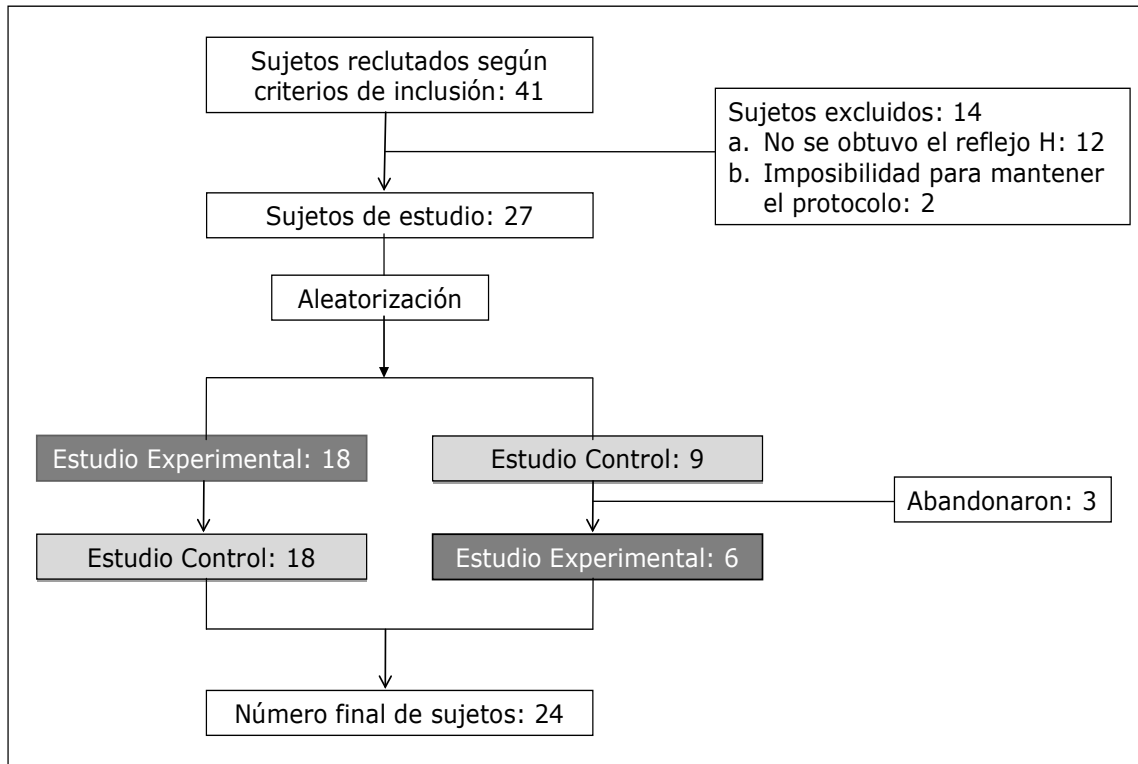 Sujetos reclutados según
criterios de inclusión: 41
Sujetos excluidos: 14
a. No se obtuvo el reflejo H: 12
b. Imposibilidad para mantener
el protocolo: 2
Sujetos de estudio: 27
Aleatorización
Estudio Experimental: 18
Estudio Control: 9
Abandonaron: 3
Estudio Control: 18
Estudio Experimental: 6
Número final de sujetos: 24